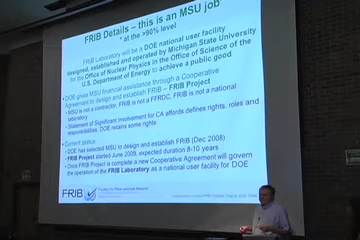 FRIB Details – this is an MSU job*
* at the >90% level
FRIB Laboratory will be a DOE national user facility
designed, established and operated by Michigan State University
for the Office of Nuclear Physics in the Office of Science of the
U.S. Department of Energy to achieve a public good
• DOE gives MSU financial assistance through a Cooperative
Agreement to design and establish FRIB – FRIB Project
- MSU is not a contractor, FRIB is not a FFRDC, FRIB is not a national
laboratory
- Statement of Significant Involvement for CA affords defines rights, roles and
responsibilities. DOE retains some rights
• Current status
- DOE has selected MSU to design and establish FRIB (Dec 2008)
- FRIB Project started June 2009, expected duration 8-10 years
- Once FRIB Project is complete a new Cooperative Agreement will govern
the operation of the FRIB Laboratory as a national user facility for DOE
FRIB